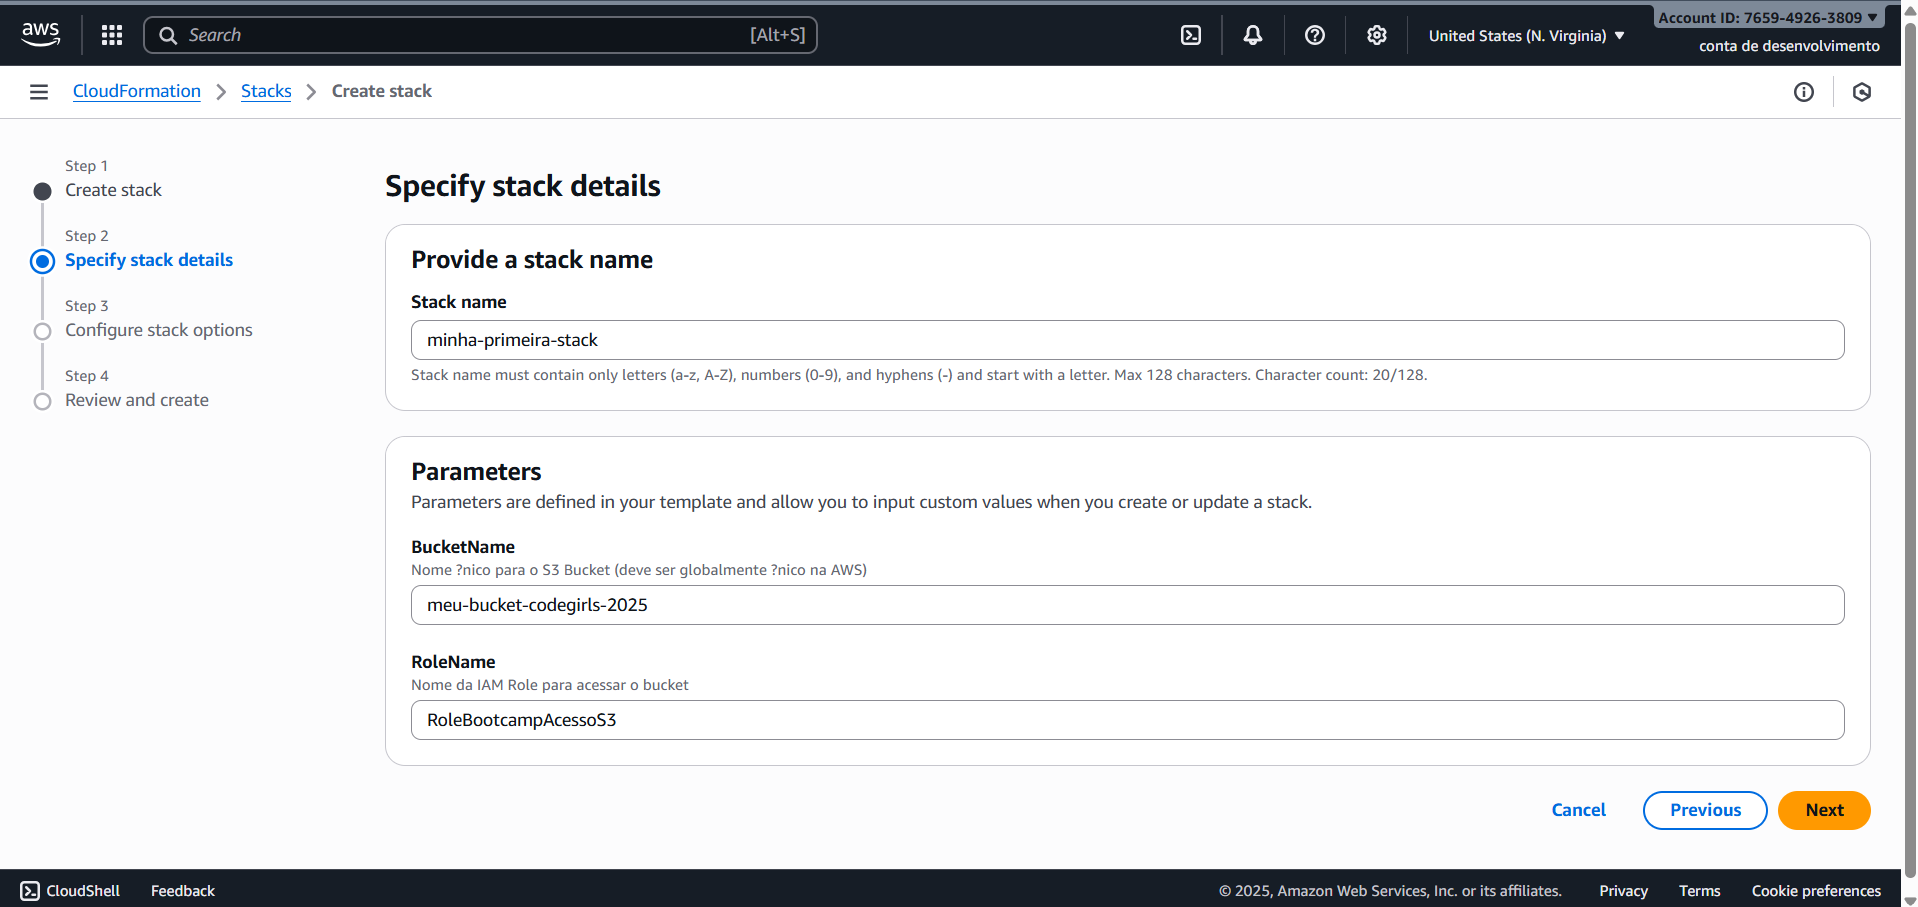 aws
Search [Alt+S]
United States (N. Virginia)
Account ID: 7659-4926-3809
conta de desenvolvimento
CloudFormation Stacks Create stack
Step 1
Create stack
Step 2
Specify stack details
Step 3
Configure stack options
Step 4
Review and create
Specify stack details
Provide a stack name
Stack name
minha-primeira-stack
Stack name must contain only letters (a-z, A-Z), numbers (0-9), and hyphens (-) and start with a letter. Max 128 characters. Character count: 20/128.
Parameters
Parameters are defined in your template and allow you to input custom values when you create or update a stack.
BucketName
Nome ?nico para o S3 Bucket (deve ser globalmente ?nico na AWS)
meu-bucket-codegirls-2025
RoleName
Nome da IAM Role para acessar o bucket
RoleBootcampAcessoS3
Cancel Previous Next
CloudShell Feedback © 2025, Amazon Web Services, Inc. or its affiliates. Privacy Terms Cookie preferences